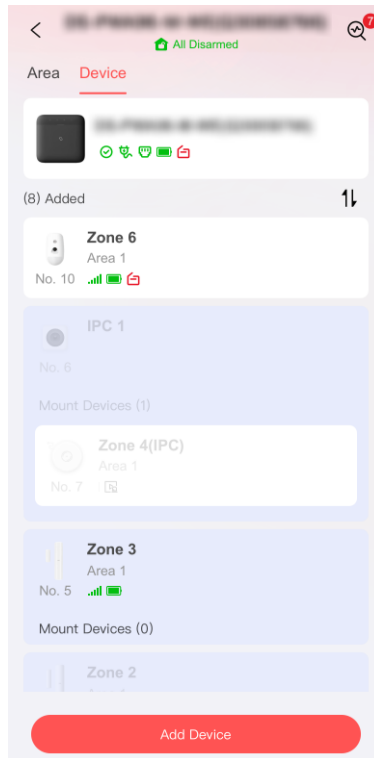 7
All Disarmed
Area Device
(8) Added
Zone 6
Area 1
No. 10
IPC 1
No. 6
Mount Devices (1)
Zone 4(IPC)
Area 1
No. 7
Zone 3
Area 1
No. 5
Mount Devices (0)
Zone 2
Add Device